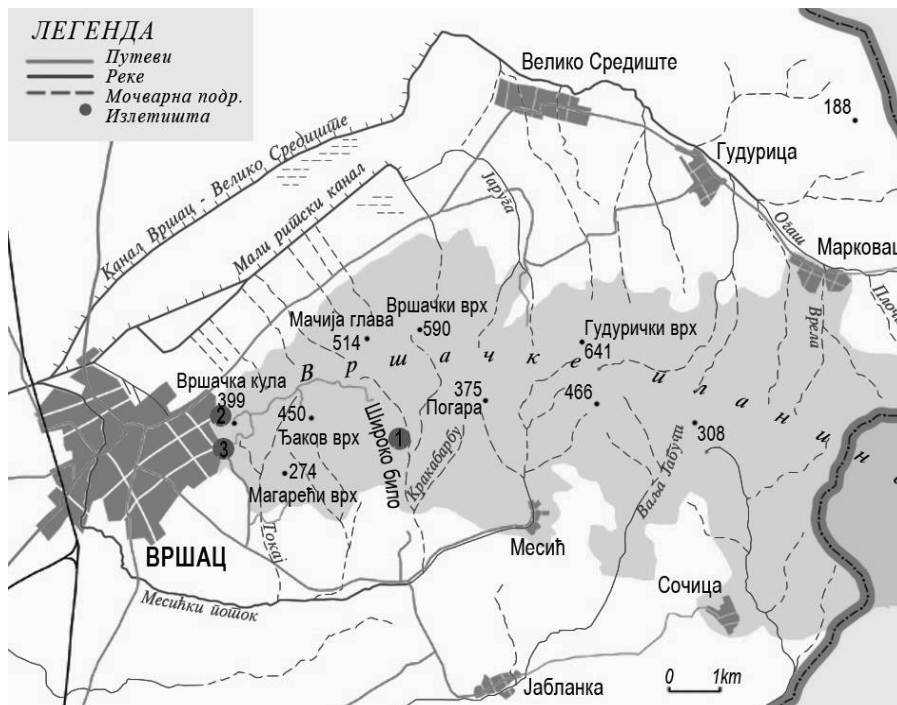 ЛЕГЕНДА
Путеви
Реке
Мочварна подр.
Излетишта
Велико Средиште
188
Гудурица
Канал Вршац - Велико Средиште
Мали ритски канал
Јаруга
Огаш
Марковац
Вршачки врх
590
Мачија глава
514
Гудурички врх
641
Врела
Вршачке планин
Вршачка кула
399
2
450
375
Погара
466
308
Широко било
1
3
Ђаков врх
274
Магарећи врх
Кракабарбу
Ваља Јабучи
Токај
Месић
ВРШАЦ
Месићки поток
Сочица
Јабланка
0 1km